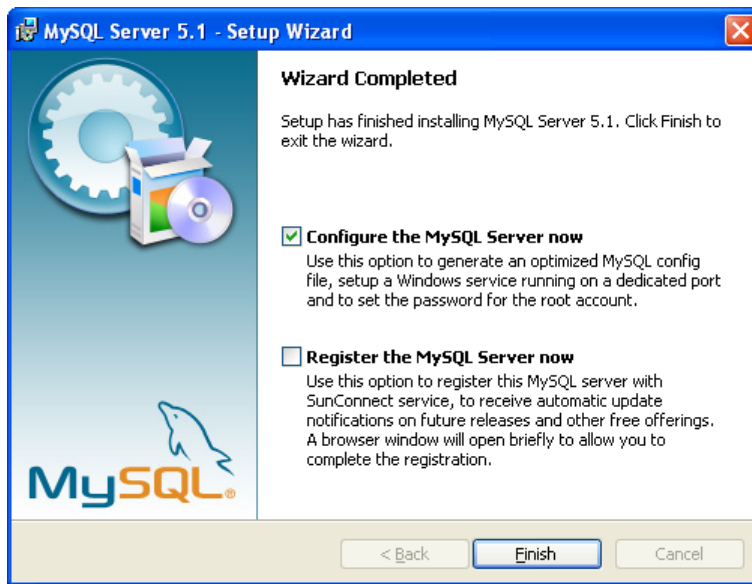 MySQL Server 5.1 - Setup Wizard
Wizard Completed
Setup has finished installing MySQL Server 5.1. Click Finish to
exit the wizard.
Configure the MySQL Server now
Use this option to generate an optimized MySQL config
file, setup a Windows service running on a dedicated port
and to set the password for the root account.
Register the MySQL Server now
Use this option to register this MySQL server with
SunConnect service, to receive automatic update
notifications on future releases and other free offerings.
A browser window will open briefly to allow you to
complete the registration.
MySQL®
< Back
Finish
Cancel